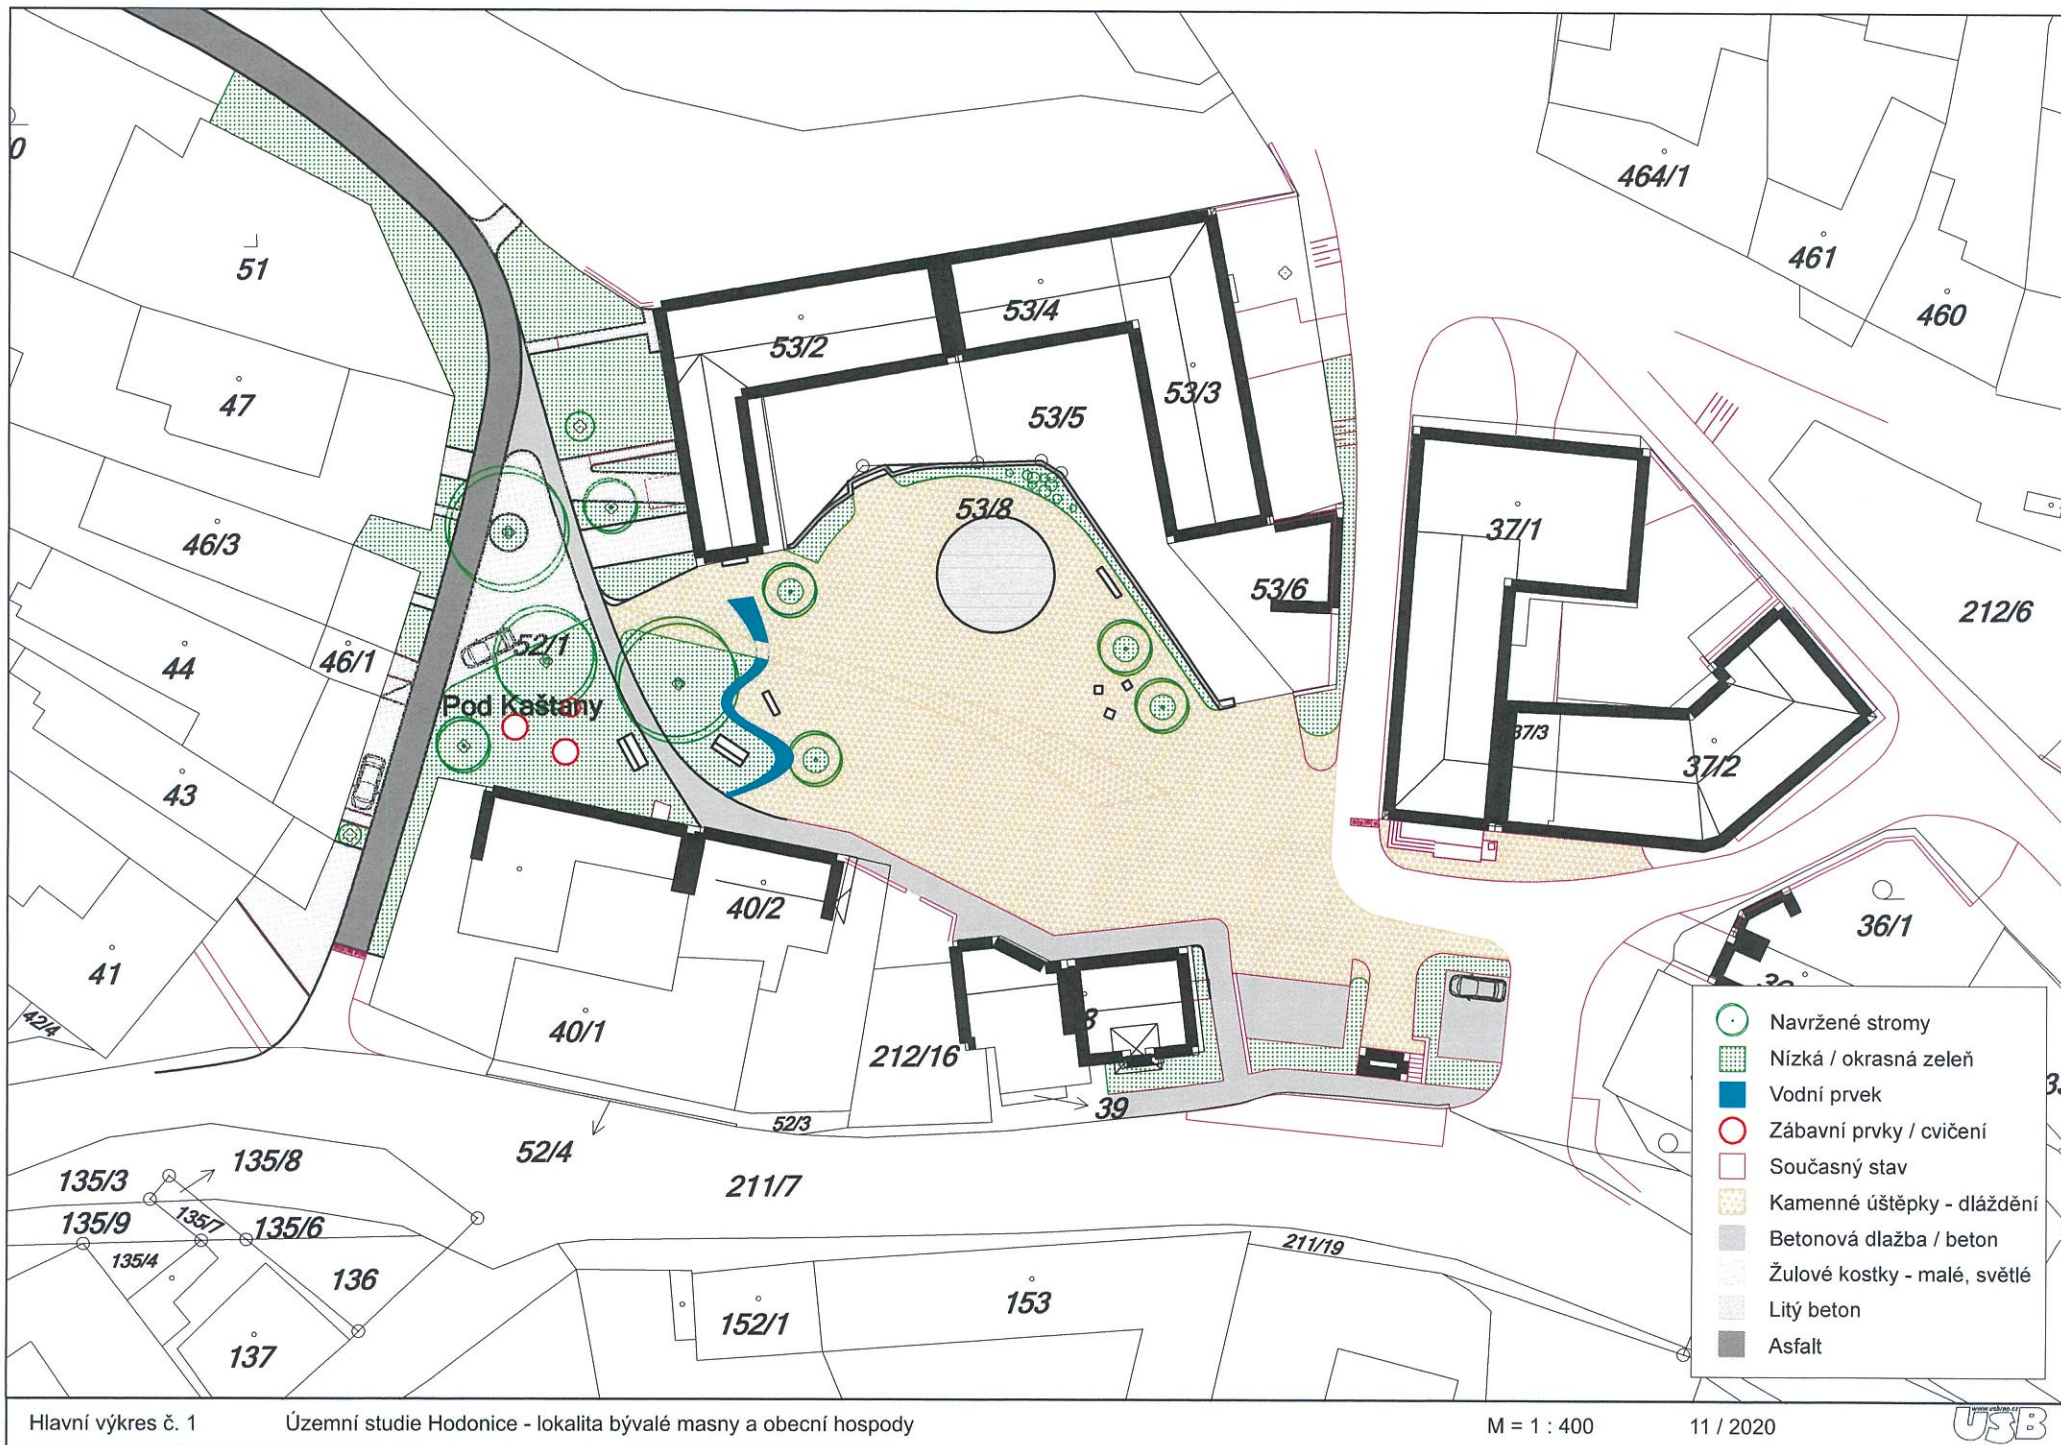 464/1
461
460
51
53/4
53/2
53/3
47
53/5
53/8
37/1
46/3
53/6
212/6
52/1
46/1
44
Pod Kaštany
37/3
37/2
43
40/2
36/1
41
42/4
40/1
212/16
39
52/3
52/4
135/8
135/3
211/7
135/7
135/9
135/6
135/4
211/19
136
153
152/1
137
Navržené stromy
Nízká / okrasná zeleň
Vodní prvek
Zábavní prvky / cvičení
Současný stav
Kamenné úštěpky - dláždění
Betonová dlažba / beton
Žulové kostky - malé, světlé
Litý beton
Asfalt
Hlavní výkres č. 1
Územní studie Hodonice - lokalita bývalé masny a obecní hospody
M = 1 : 400
11 / 2020
USB